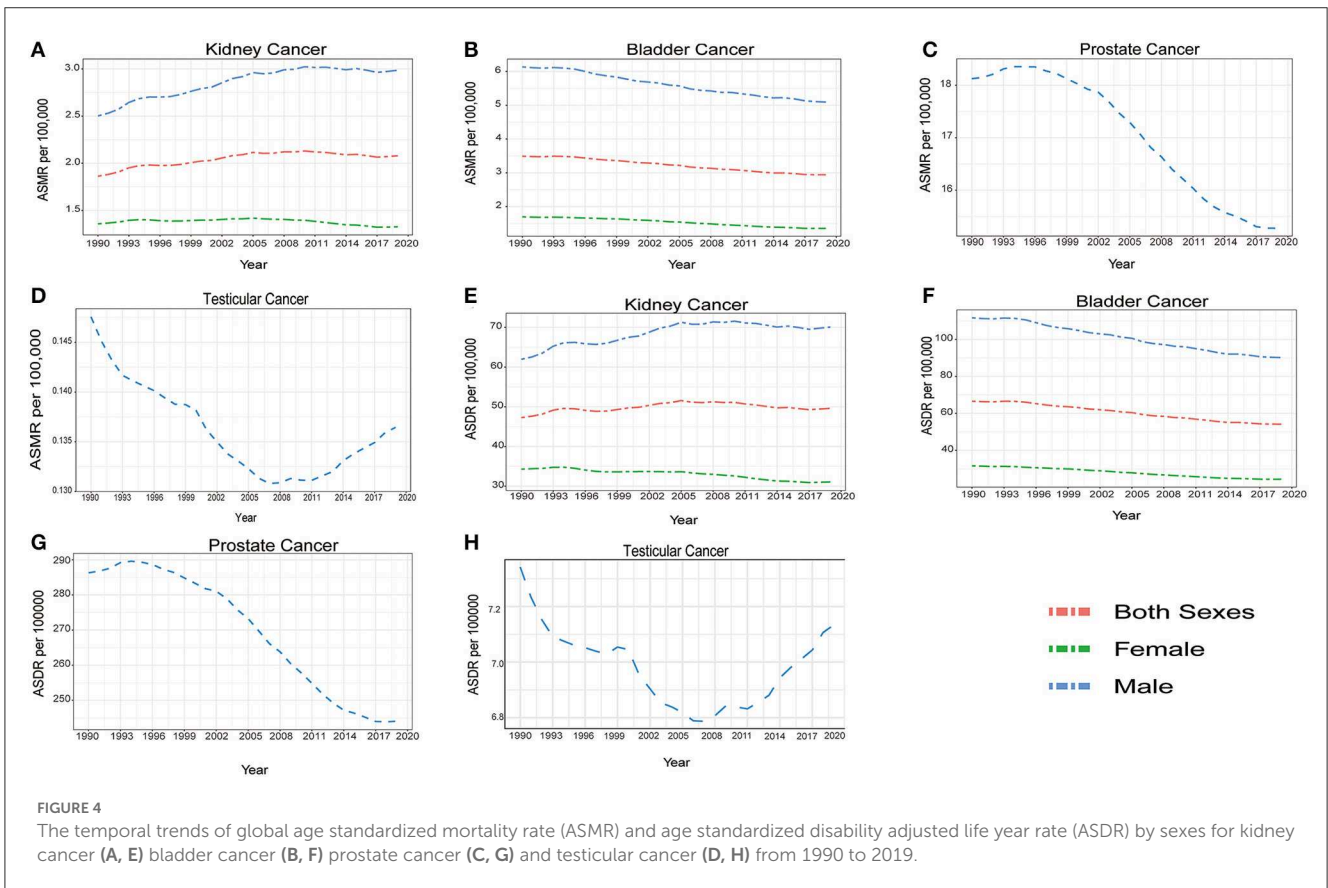 A
Kidney Cancer
ASMR per 100,000
3.0
2.5
2.0
1.5
1990 1993 1996 1999 2002 2005 2008 2011 2014 2017 2020
Year
B
Bladder Cancer
ASMR per 100,000
6
5
4
3
2
1990 1993 1996 1999 2002 2005 2008 2011 2014 2017 2020
Year
C
Prostate Cancer
ASMR per 100,000
18
17
16
1990 1993 1996 1999 2002 2005 2008 2011 2014 2017 2020
Year
D
Testicular Cancer
ASMR per 100,000
0.145
0.140
0.135
0.130
1990 1993 1996 1999 2002 2005 2008 2011 2014 2017 2020
Year
E
Kidney Cancer
ASDR per 100,000
70
60
50
40
30
1990 1993 1996 1999 2002 2005 2008 2011 2014 2017 2020
Year
F
Bladder Cancer
ASDR per 100,000
100
80
60
40
1990 1993 1996 1999 2002 2005 2008 2011 2014 2017 2020
Year
G
Prostate Cancer
ASDR per 100000
290
280
270
260
250
1990 1993 1996 1999 2002 2005 2008 2011 2014 2017 2020
Year
H
Testicular Cancer
ASDR per 100000
7.2
7.0
6.8
1990 1993 1996 1999 2002 2005 2008 2011 2014 2017 2020
Year
Both Sexes
Female
Male
FIGURE 4
The temporal trends of global age standardized mortality rate (ASMR) and age standardized disability adjusted life year rate (ASDR) by sexes for kidney
cancer (A, E) bladder cancer (B, F) prostate cancer (C, G) and testicular cancer (D, H) from 1990 to 2019.